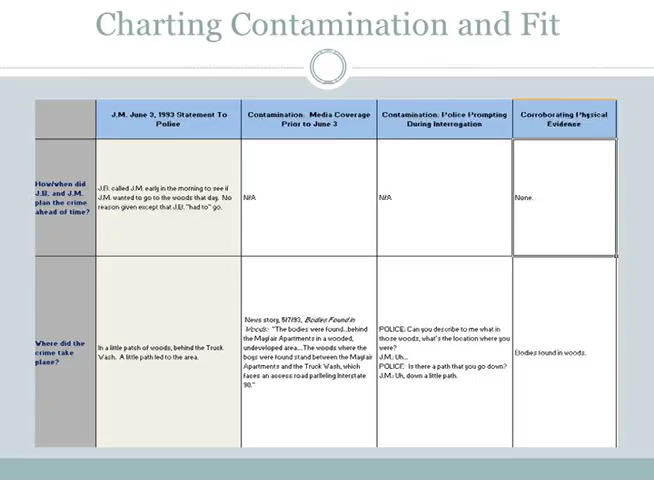 Charting Contamination and Fit
J.M. June 3, 1993 Statement To
Police
Contamination: Media Coverage
Prior to June 3
Contamination: Police Prompting
During Interrogation
Corroborating Physical
Evidence
How/when did
J.B. and J.M.
plan the crime
ahead of time?
J.B. called J.M. early in the morning to see if
J.M. wanted to go to the woods that day. No
reason given except that J.B. "had to" go.
N/A
N/A
None.
Where did the
crime take
place?
In a little patch of woods, behind the Truck
Wash. A little path led to the area.
News story, 5/7/93, Bodies Found in
Woods: "The bodies were found...behind
the Mayfair Apartments in a wooded,
undeveloped area....The woods where the
boys were found stand between the Mayfair
Apartments and the Truck Wash, which
faces an access road paralleling Interstate
POLICE: Can you describe to me what in
those woods, what's the location where you
were?
J.M.: Uh...
POLICE: Is there a path that you go down?
J.M.: Uh, down a little path.
Bodies found in woods.